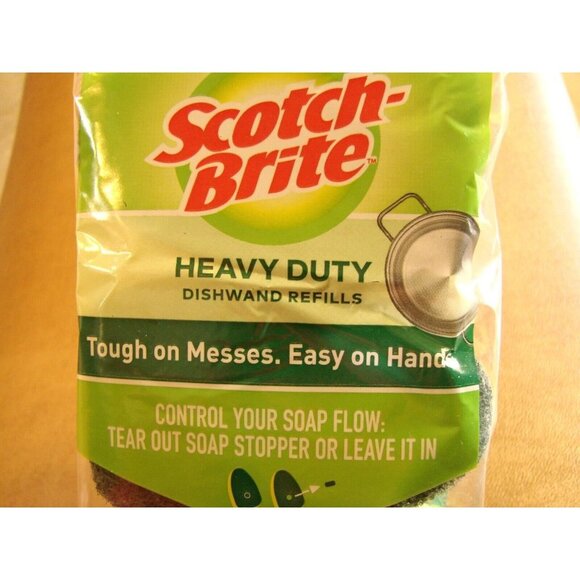 Scotch-
Brite™
HEAVY DUTY
DISHWAND REFILLS
Tough on Messes. Easy on Hand
CONTROL YOUR SOAP FLOW:
TEAR OUT SOAP STOPPER OR LEAVE IT IN